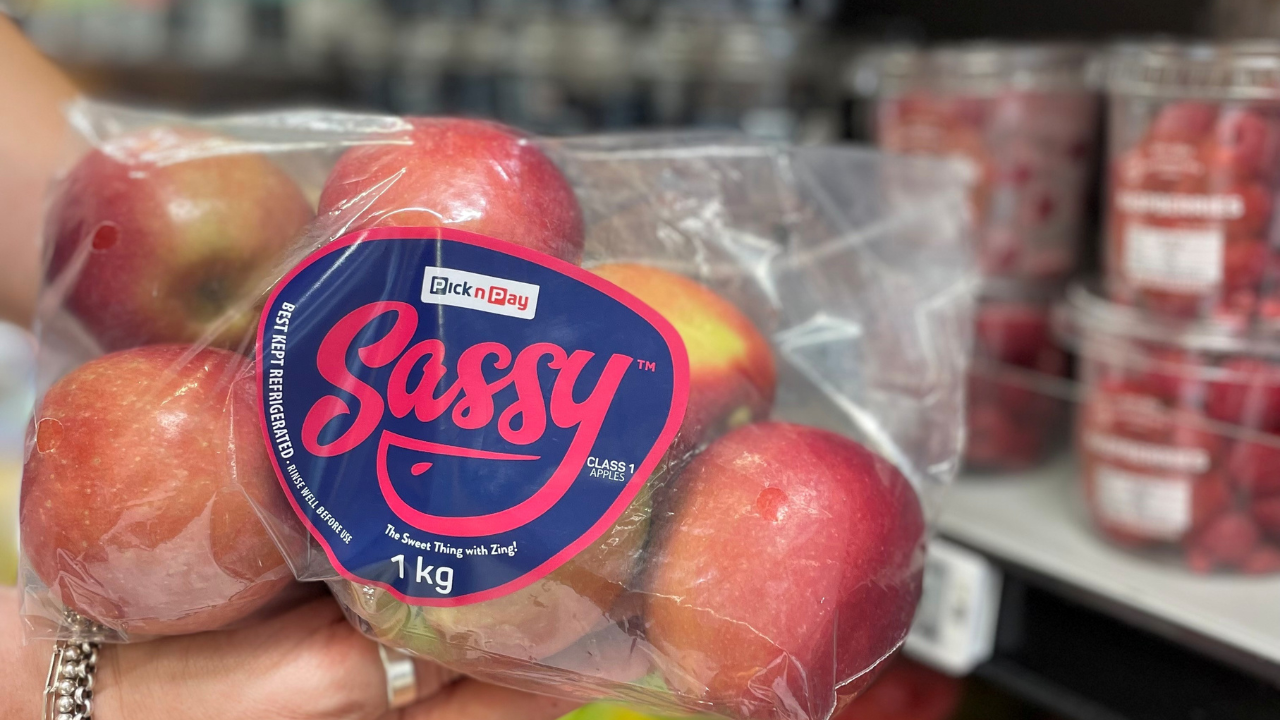 Pick n Pay
Sassy™
CLASS 1
APPLES
The Sweet Thing with Zing!
1 kg
BEST KEPT REFRIGERATED • RINSE WELL BEFORE USE